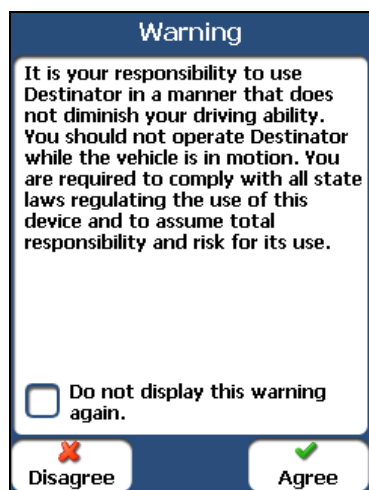 Warning
It is your responsibility to use
Destinator in a manner that does
not diminish your driving ability.
You should not operate Destinator
while the vehicle is in motion. You
are required to comply with all state
laws regulating the use of this
device and to assume total
responsibility and risk for its use.
Do not display this warning
again.
Disagree
Agree